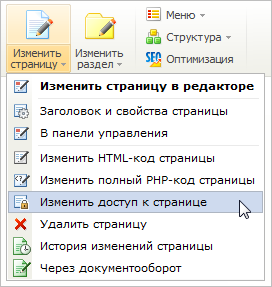 Изменить
страницу
Изменить
раздел
Меню
Структура
SEO Оптимизация
Изменить страницу в редакторе
Заголовок и свойства страницы
В панели управления
Изменить HTML-код страницы
Изменить полный PHP-код страницы
Изменить доступ к странице
Удалить страницу
История изменений страницы
Через документооборот